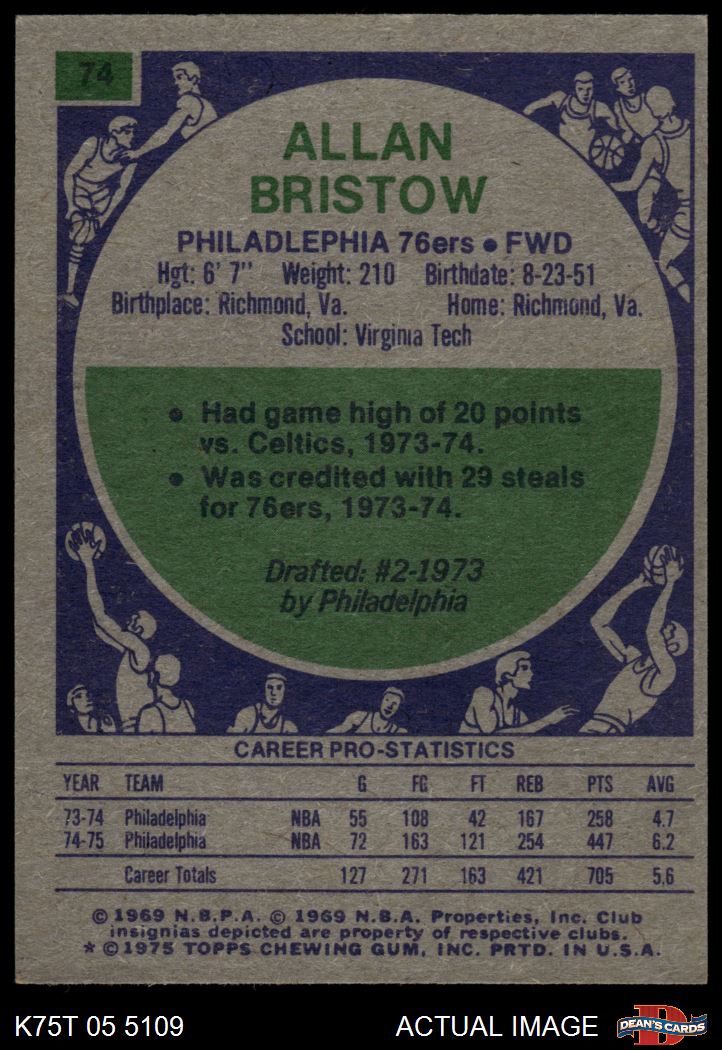 74
ALLAN
BRISTOW
PHILADLEPHIA 76ers • FWD
Hgt: 6' 7" Weight: 210 Birthdate: 8-23-51
Birthplace: Richmond, Va. Home: Richmond, Va.
School: Virginia Tech
• Had game high of 20 points
vs. Celtics, 1973-74.
• Was credited with 29 steals
for 76ers, 1973-74.
Drafted: #2-1973
by Philadelphia
CAREER PRO-STATISTICS
YEAR TEAM G FG FT REB PTS AVG
73-74 Philadelphia NBA 55 108 42 167 258 4.7
74-75 Philadelphia NBA 72 163 121 254 447 6.2
Career Totals 127 271 163 421 705 5.6
© 1969 N.B.P.A. © 1969 N.B.A. Properties, Inc. Club
insignias depicted are property of respective clubs.
* © 1975 TOPPS CHEWING GUM, INC. PRTD. IN U.S.A.
K75T 05 5109 ACTUAL IMAGE D DEAN'S CARDS